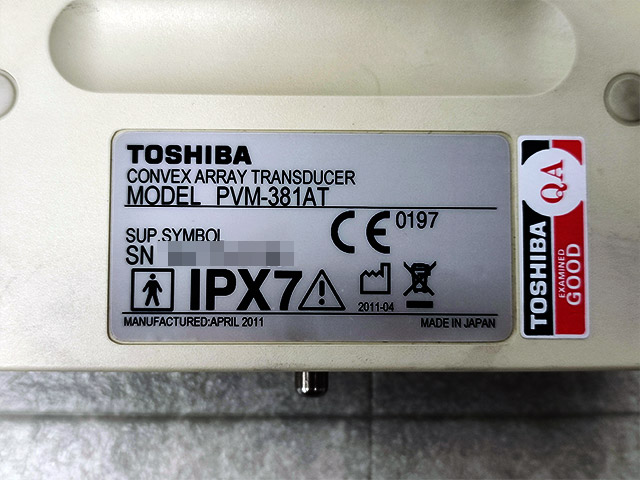 TOSHIBA
CONVEX ARRAY TRANSDUCER
MODEL PVM-381AT
CE 0197
SUP.SYMBOL
SN
IPX7
2011-04
MANUFACTURED:APRIL 2011
MADE IN JAPAN
TOSHIBA QA
EXAMINED
GOOD